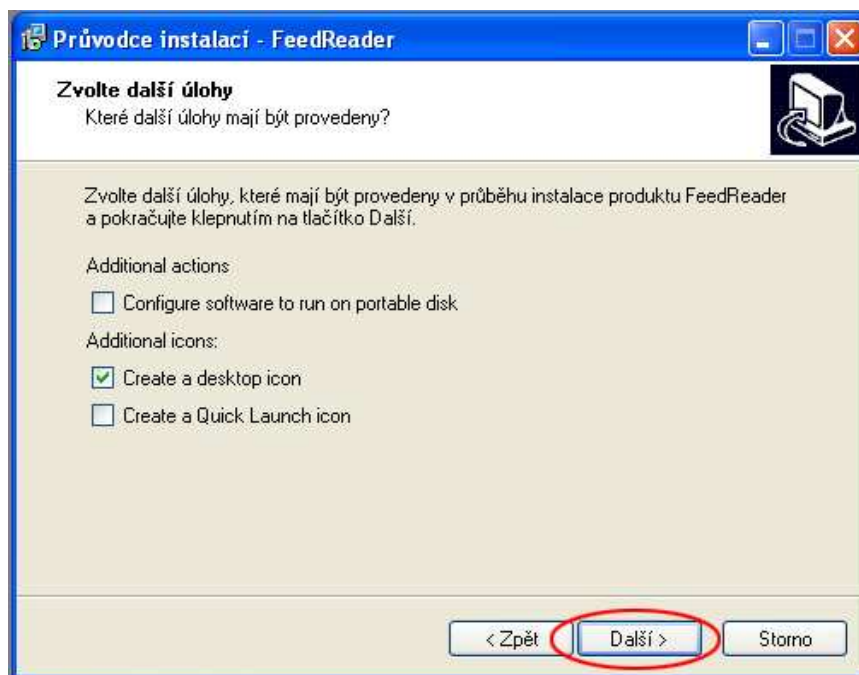 Průvodce instalací - FeedReader
Zvolte další úlohy
Které další úlohy mají být provedeny?
Zvolte další úlohy, které mají být provedeny v průběhu instalace produktu FeedReader
a pokračujte klepnutím na tlačítko Další.
Additional actions
Configure software to run on portable disk
Additional icons:
Create a desktop icon
Create a Quick Launch icon
< Zpět
Další >
Storno